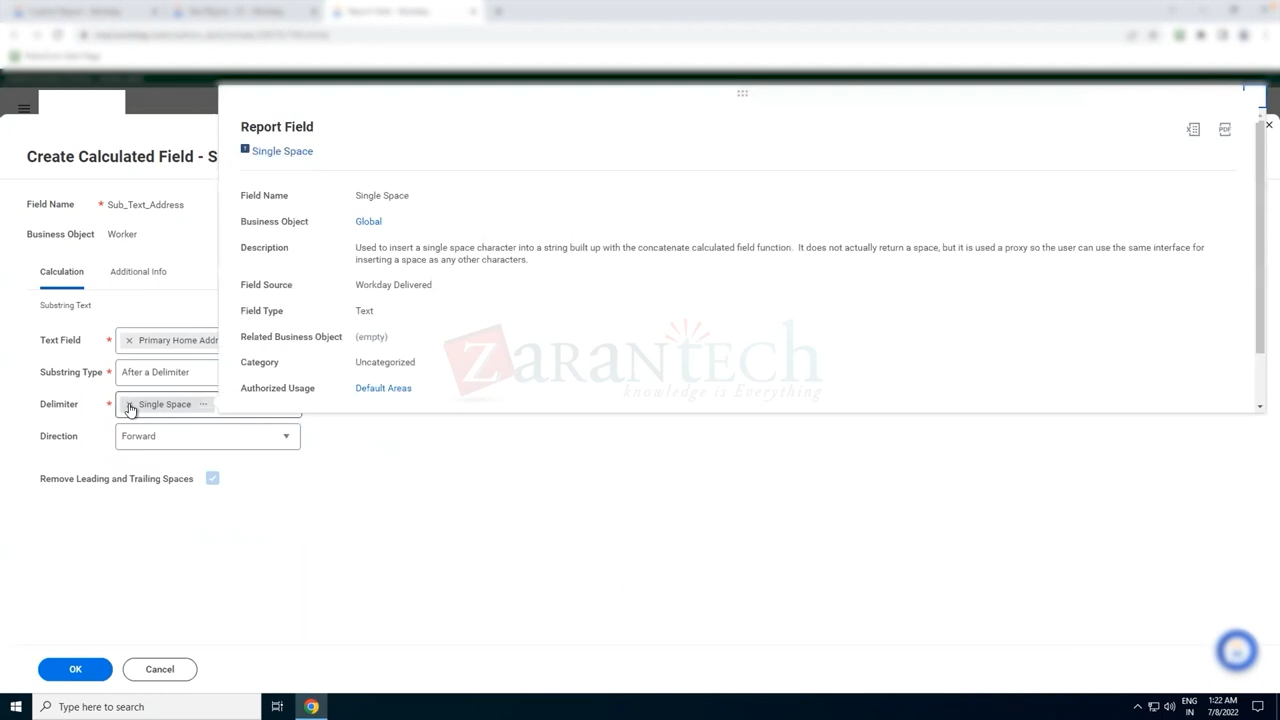 Create Calculated Field - S
Field Name * Sub_Text_Address
Business Object Worker
Calculation Additional Info
Substring Text
Text Field * × Primary Home Addr
Substring Type * After a Delimiter
Delimiter * Single Space ...
Direction Forward
Remove Leading and Trailing Spaces
OK Cancel
Report Field
Single Space
PDF
Field Name Single Space
Business Object Global
Description Used to insert a single space character into a string built up with the concatenate calculated field function. It does not actually return a space, but it is used a proxy so the user can use the same interface for
inserting a space as any other characters.
Field Source Workday Delivered
Field Type Text
Related Business Object (empty)
Category Uncategorized
Authorized Usage Default Areas
ZARANTECH
knowledge is Everything
Type here to search
ENG
IN
1:22 AM
7/8/2022